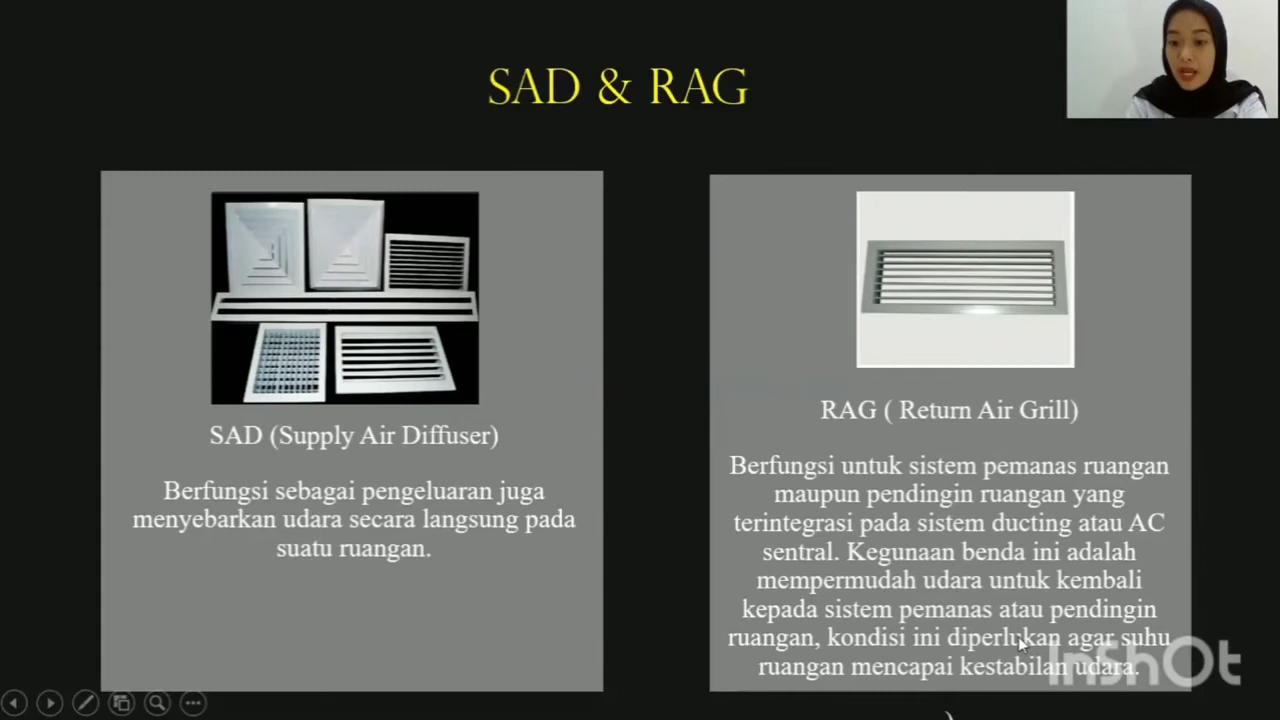 SAD & RAG
SAD (Supply Air Diffuser)
Berfungsi sebagai pengeluaran juga
menyebarkan udara secara langsung pada
suatu ruangan.
RAG ( Return Air Grill)
Berfungsi untuk sistem pemanas ruangan
maupun pendingin ruangan yang
terintegrasi pada sistem ducting atau AC
sentral. Kegunaan benda ini adalah
mempermudah udara untuk kembali
kepada sistem pemanas atau pendingin
ruangan, kondisi ini diperlukan agar suhu
ruangan mencapai kestabilan udara.
InShOt